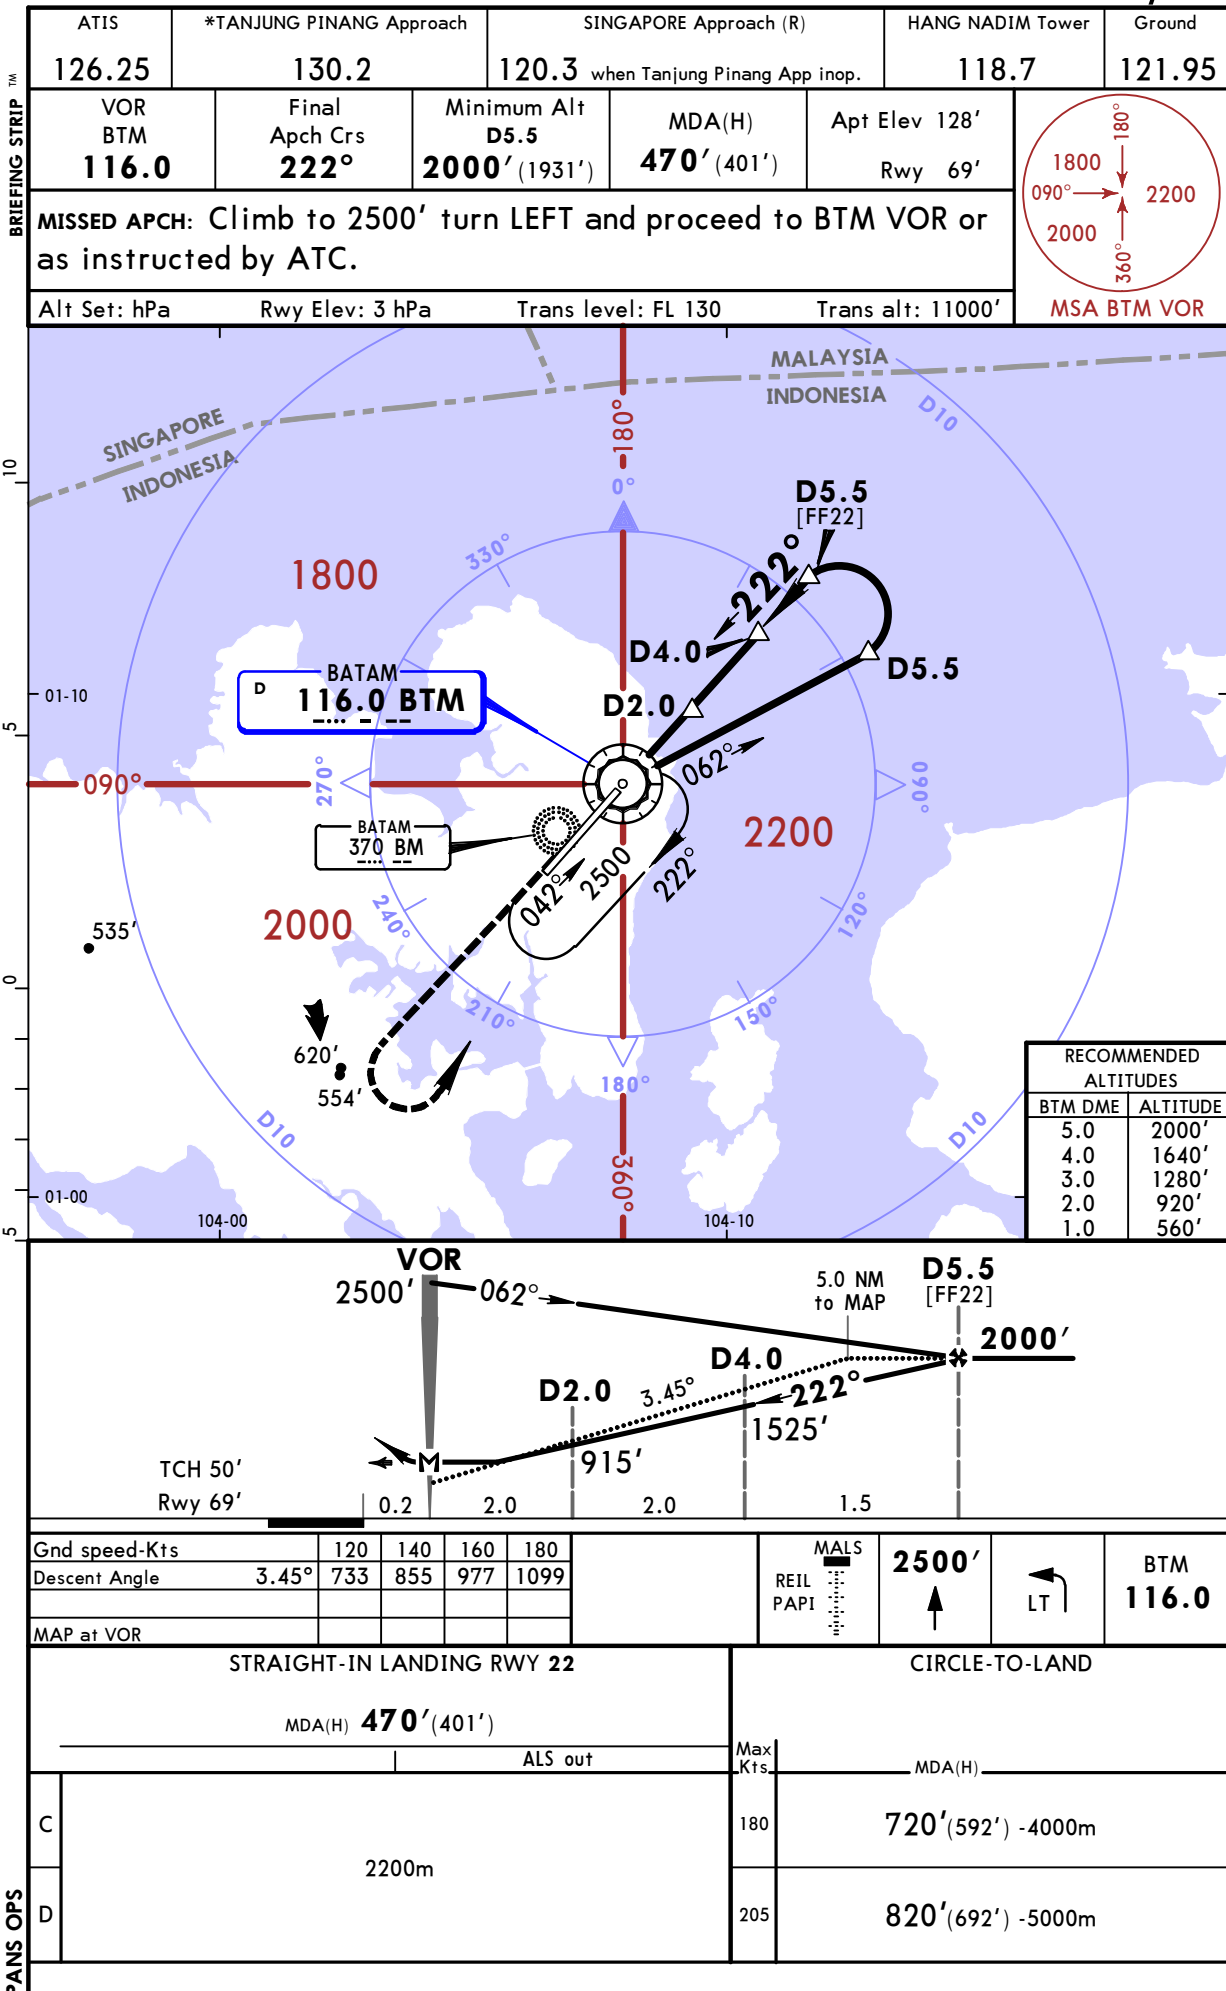 ATIS
126.25
*TANJUNG PINANG Approach
130.2
SINGAPORE Approach (R)
120.3 when Tanjung Pinang App inop.
HANG NADIM Tower
118.7
Ground
121.95
BRIEFING STRIP TM
VOR
BTM
116.0
Final
Apch Crs
222°
Minimum Alt
D5.5
2000' (1931')
MDA(H)
470' (401')
Apt Elev 128'
Rwy 69'
MISSED APCH: Climb to 2500' turn LEFT and proceed to BTM VOR or
as instructed by ATC.
Alt Set: hPa Rwy Elev: 3 hPa Trans level: FL 130 Trans alt: 11000'
180°
1800
090°
2200
2000
360°
MSA BTM VOR
MALAYSIA
INDONESIA
SINGAPORE
INDONESIA
D10
180°
0°
10
330°
D5.5
[FF22]
222°
1800
D4.0
D5.5
BATAM
D 116.0 BTM
D2.0
01-10
5
062°
090°
270°
090°
BATAM
370 BM
2200
042°
2500
222°
240°
120°
2000
535'
0
210°
150°
620'
554'
180°
D10
D10
360°
01-00
104-00
104-10
5
RECOMMENDED
ALTITUDES
BTM DME ALTITUDE
5.0 2000'
4.0 1640'
3.0 1280'
2.0 920'
1.0 560'
VOR
2500'
062°
5.0 NM
to MAP
D5.5
[FF22]
2000'
D4.0
D2.0
3.45°
222°
1525'
915'
M
TCH 50'
Rwy 69'
0.2 2.0 2.0 1.5
Gnd speed-Kts 120 140 160 180
Descent Angle 3.45° 733 855 977 1099
MAP at VOR
MALS
REIL
PAPI
2500'
LT
BTM
116.0
STRAIGHT-IN LANDING RWY 22
MDA(H) 470' (401')
ALS out
C
D
2200m
CIRCLE-TO-LAND
Max
Kts
MDA(H)
180 720' (592') -4000m
205 820' (692') -5000m
PANS OPS